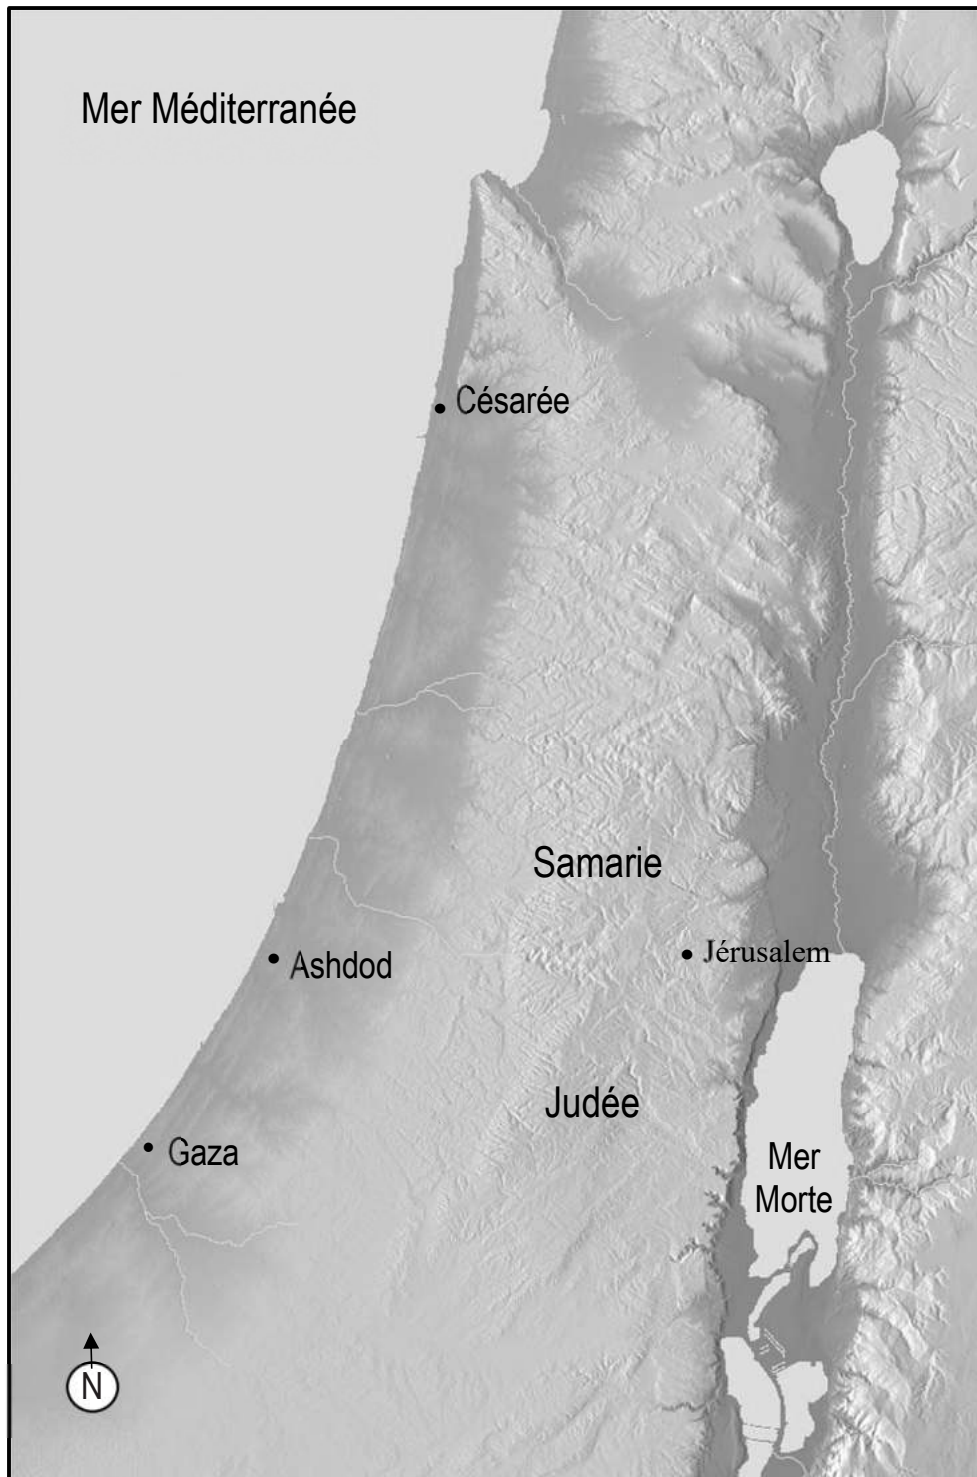 Mer Méditerranée
Césarée
Samarie
Jérusalem
Ashdod
Judée
Gaza
Mer
Morte
N